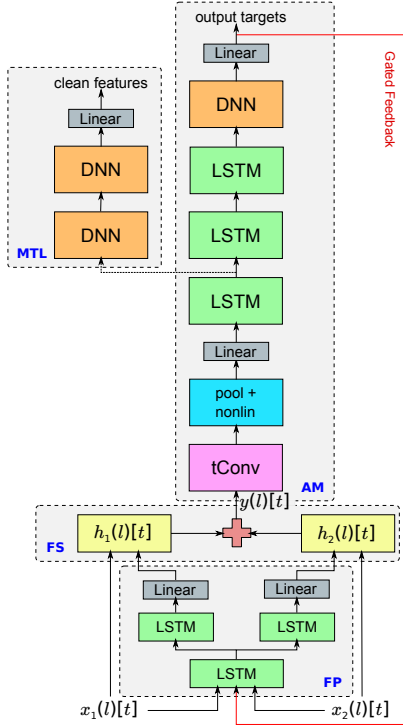 output targets
Linear
Gated Feedback
clean features
DNN
Linear
DNN
LSTM
DNN
LSTM
MTL
LSTM
Linear
pool +
nonlin
tConv
AM
y(l)[t]
h₁(l)[t]
h₂(l)[t]
FS
Linear
Linear
LSTM
LSTM
LSTM
FP
x₁(l)[t]
x₂(l)[t]